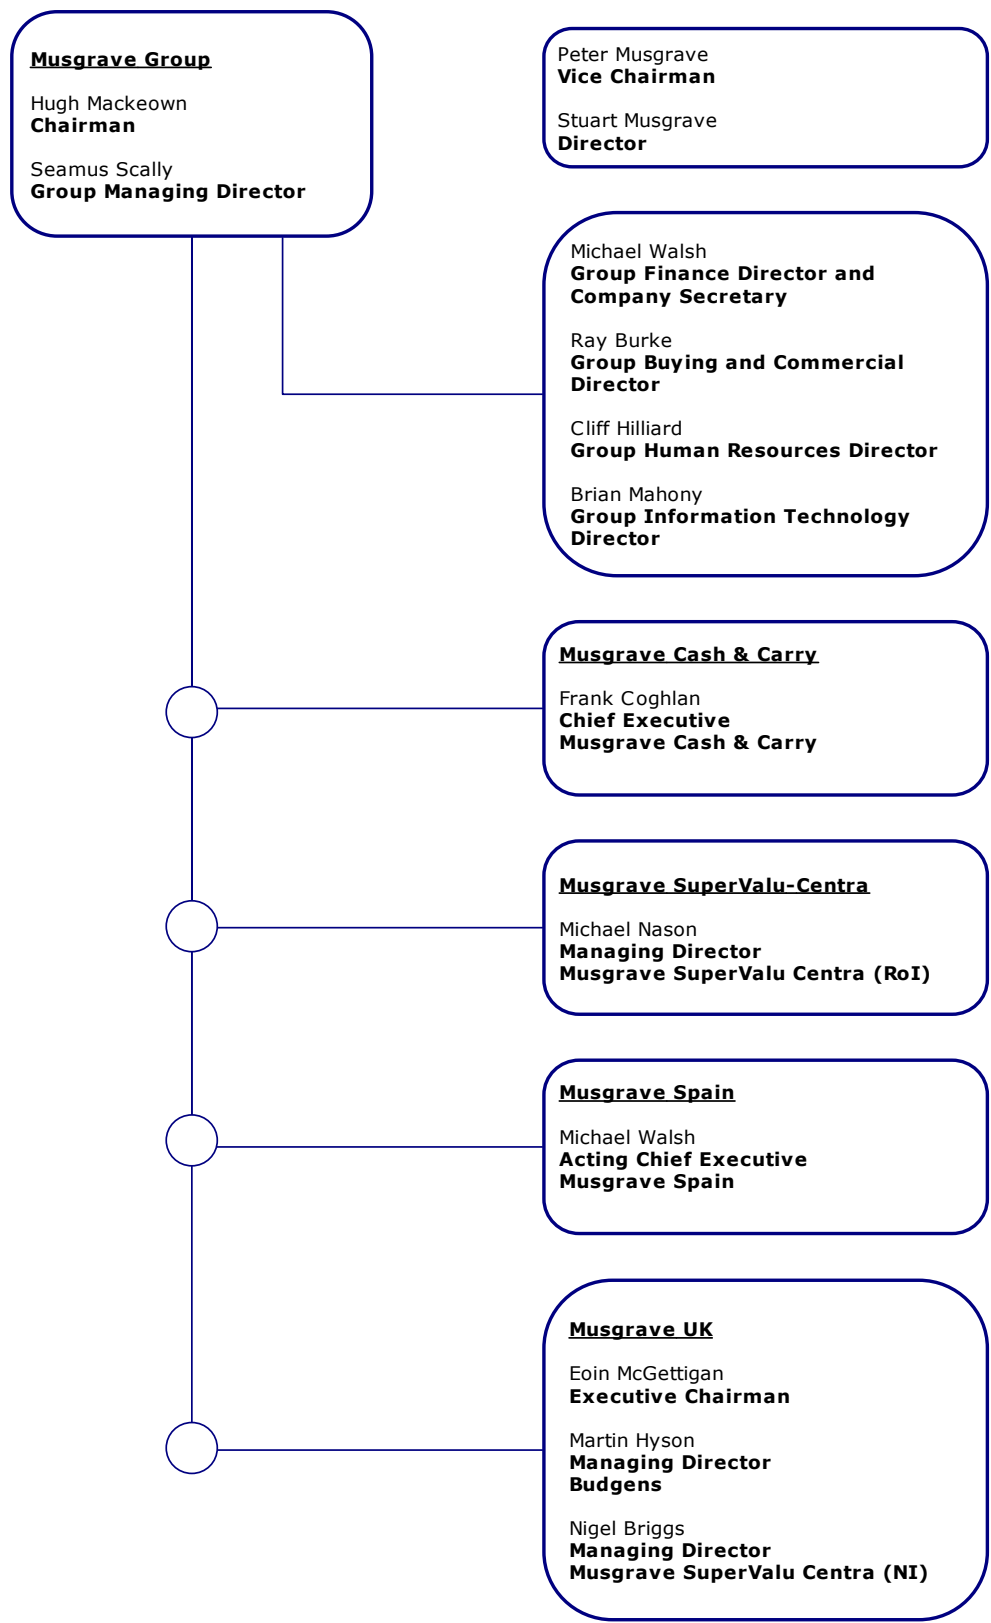 Musgrave Group
Hugh Mackeown
Chairman
Seamus Scally
Group Managing Director
Peter Musgrave
Vice Chairman
Stuart Musgrave
Director
Michael Walsh
Group Finance Director and
Company Secretary
Ray Burke
Group Buying and Commercial
Director
Cliff Hilliard
Group Human Resources Director
Brian Mahony
Group Information Technology
Director
Musgrave Cash & Carry
Frank Coghlan
Chief Executive
Musgrave Cash & Carry
Musgrave SuperValu-Centra
Michael Nason
Managing Director
Musgrave SuperValu Centra (RoI)
Musgrave Spain
Michael Walsh
Acting Chief Executive
Musgrave Spain
Musgrave UK
Eoin McGettigan
Executive Chairman
Martin Hyson
Managing Director
Budgens
Nigel Briggs
Managing Director
Musgrave SuperValu Centra (NI)